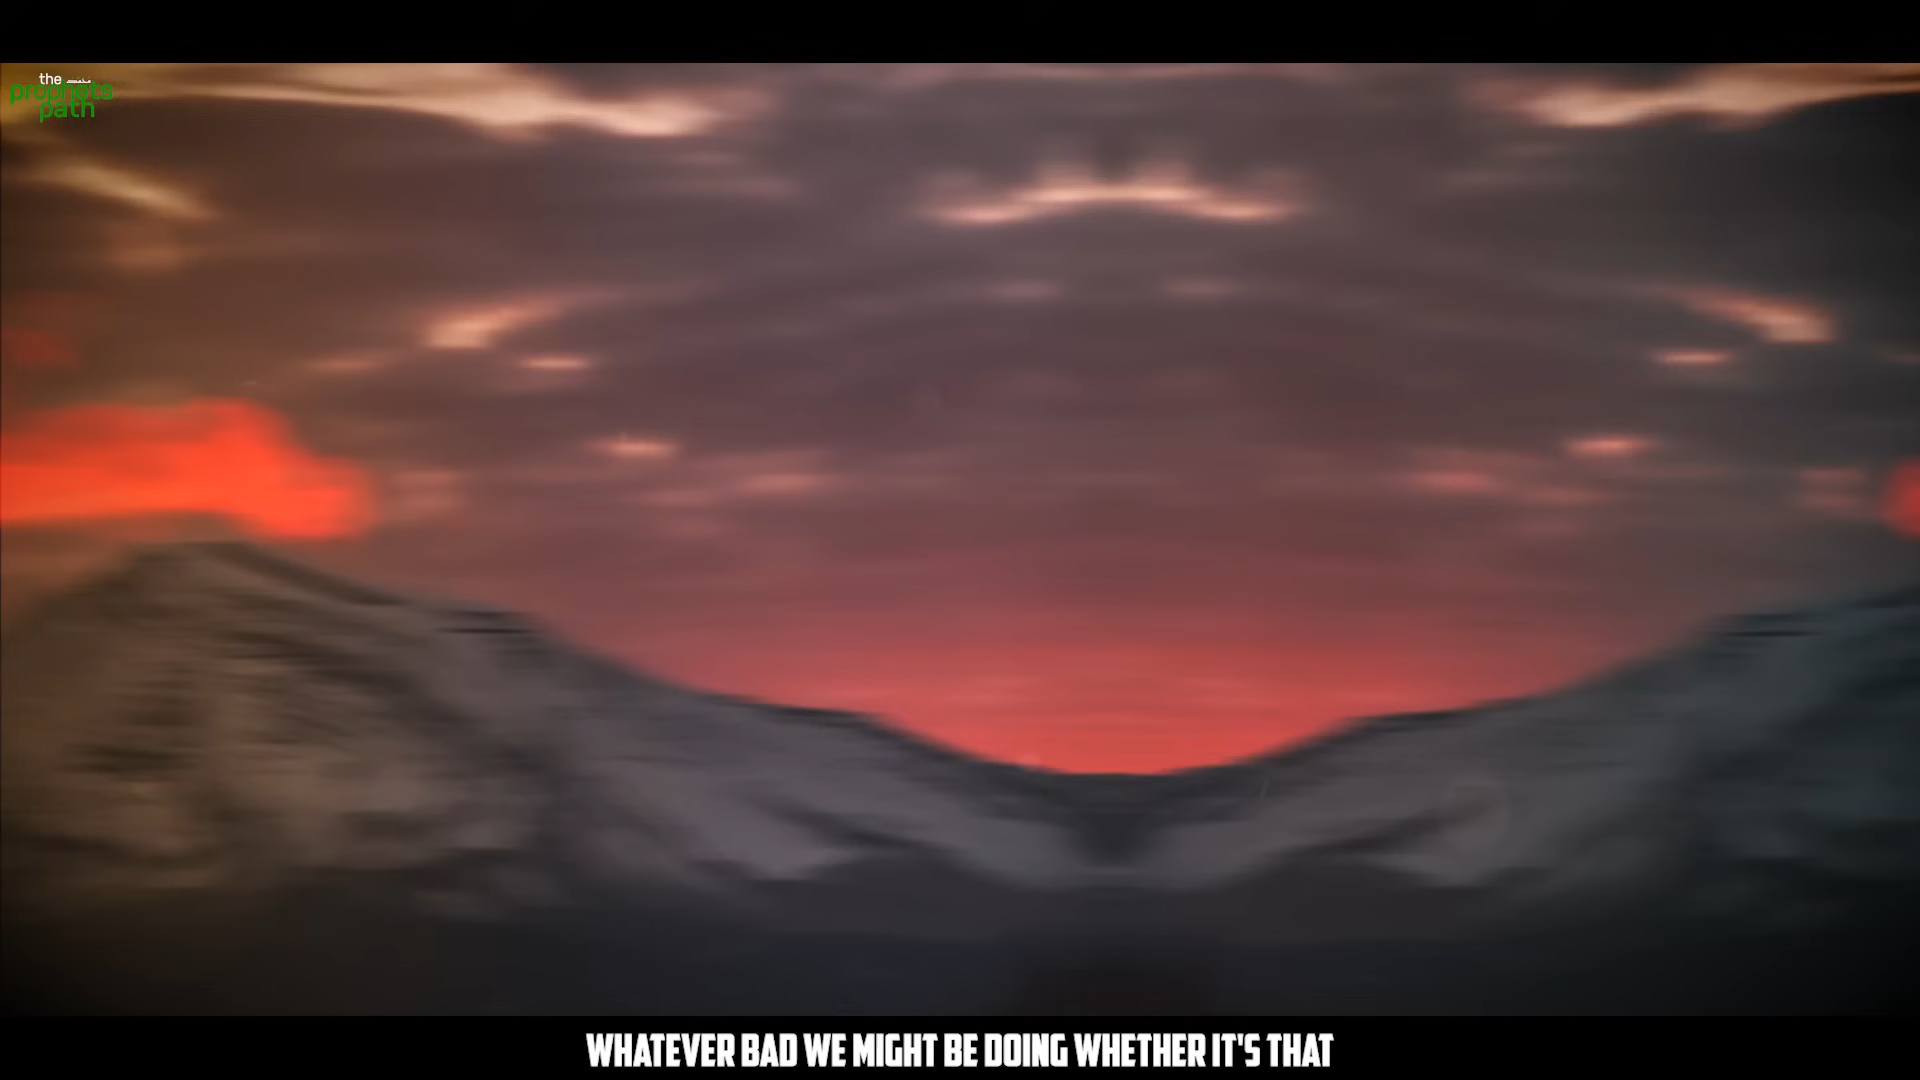 the
prophets
path
WHATEVER BAD WE MIGHT BE DOING WHETHER IT'S THAT